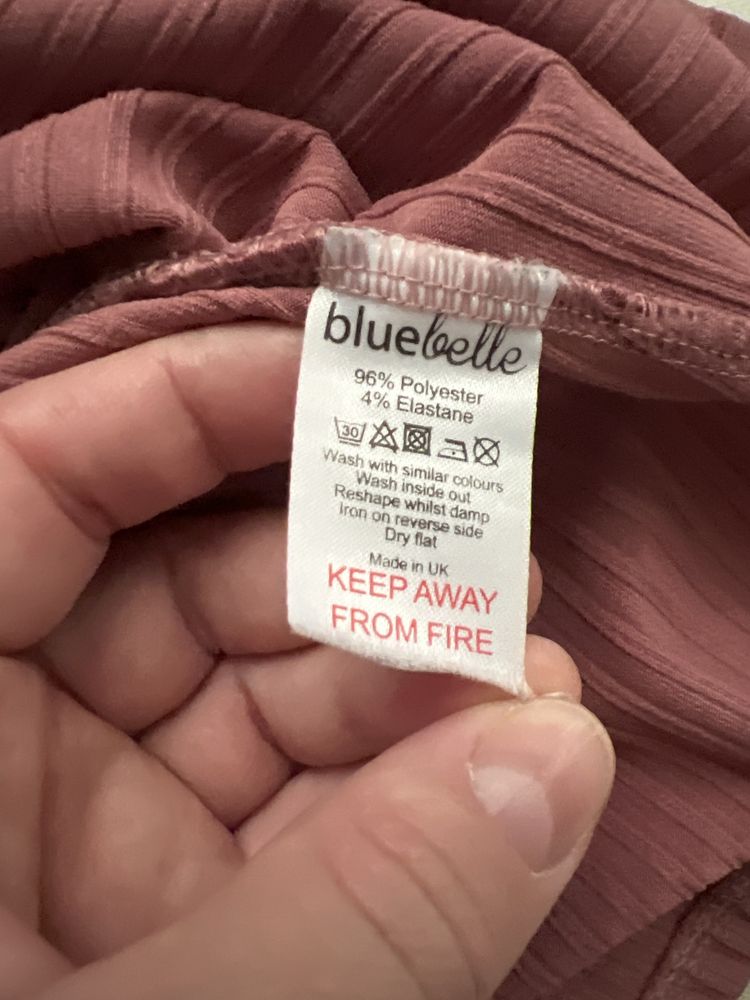 bluebelle
96% Polyester
4% Elastane
30
Wash with similar colours
Wash inside out
Reshape whilst damp
Iron on reverse side
Dry flat
Made in UK
KEEP AWAY
FROM FIRE